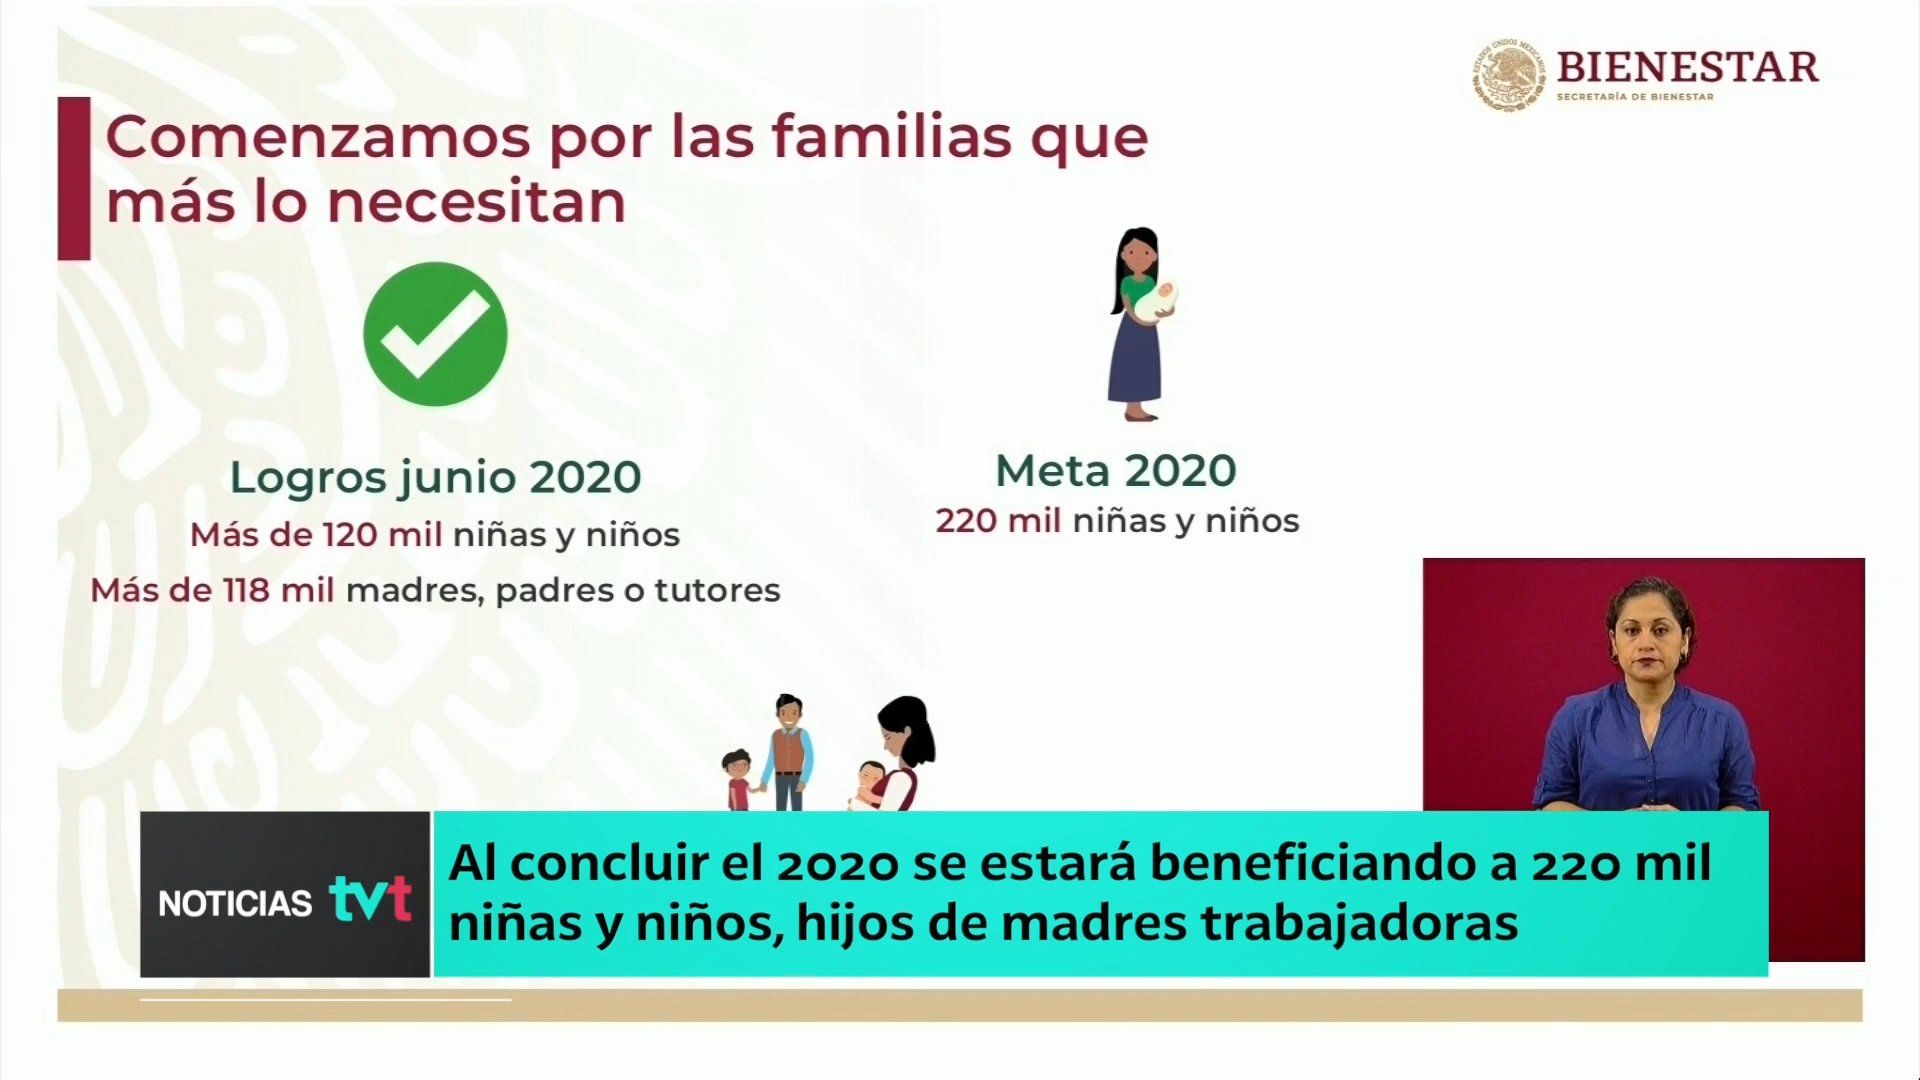 BIENESTAR
SECRETARÍA DE BIENESTAR
Comenzamos por las familias que
más lo necesitan
Logros junio 2020
Más de 120 mil niñas y niños
Más de 118 mil madres, padres o tutores
Meta 2020
220 mil niñas y niños
NOTICIAS tvt
Al concluir el 2020 se estará beneficiando a 220 mil
niñas y niños, hijos de madres trabajadoras